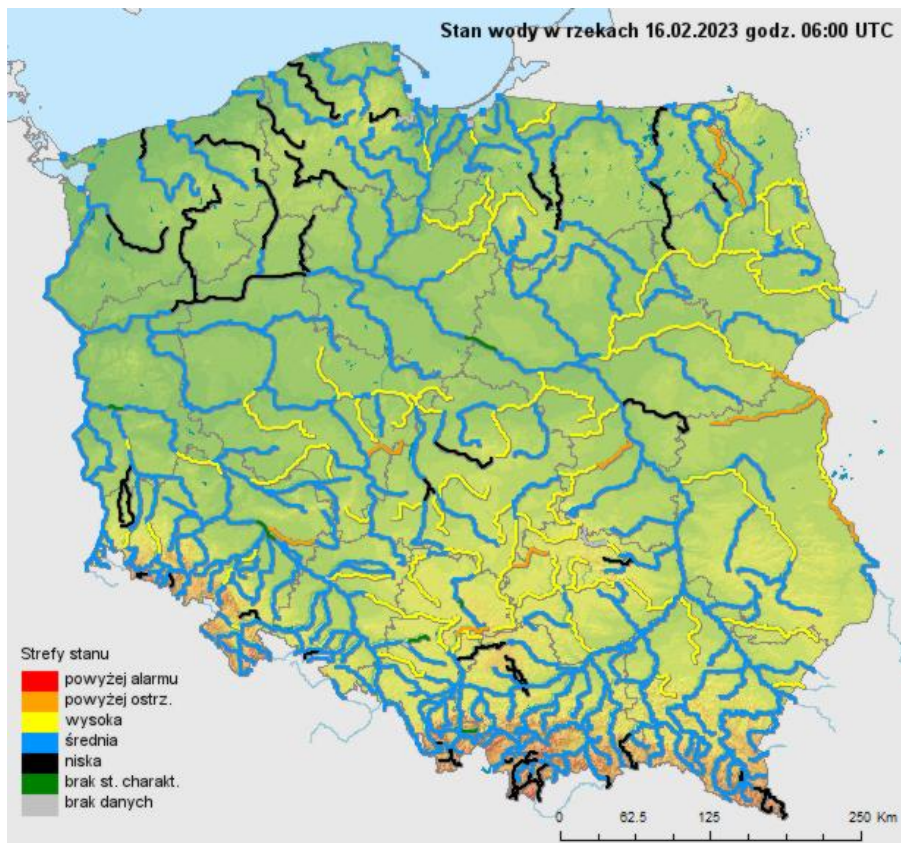 Stan wody w rzekach 16.02.2023 godz. 06:00 UTC
Strefy stanu
powyżej alarmu
powyżej ostrz.
wysoka
średnia
niska
brak st. charakt.
brak danych
0 62.5 125 250 Km